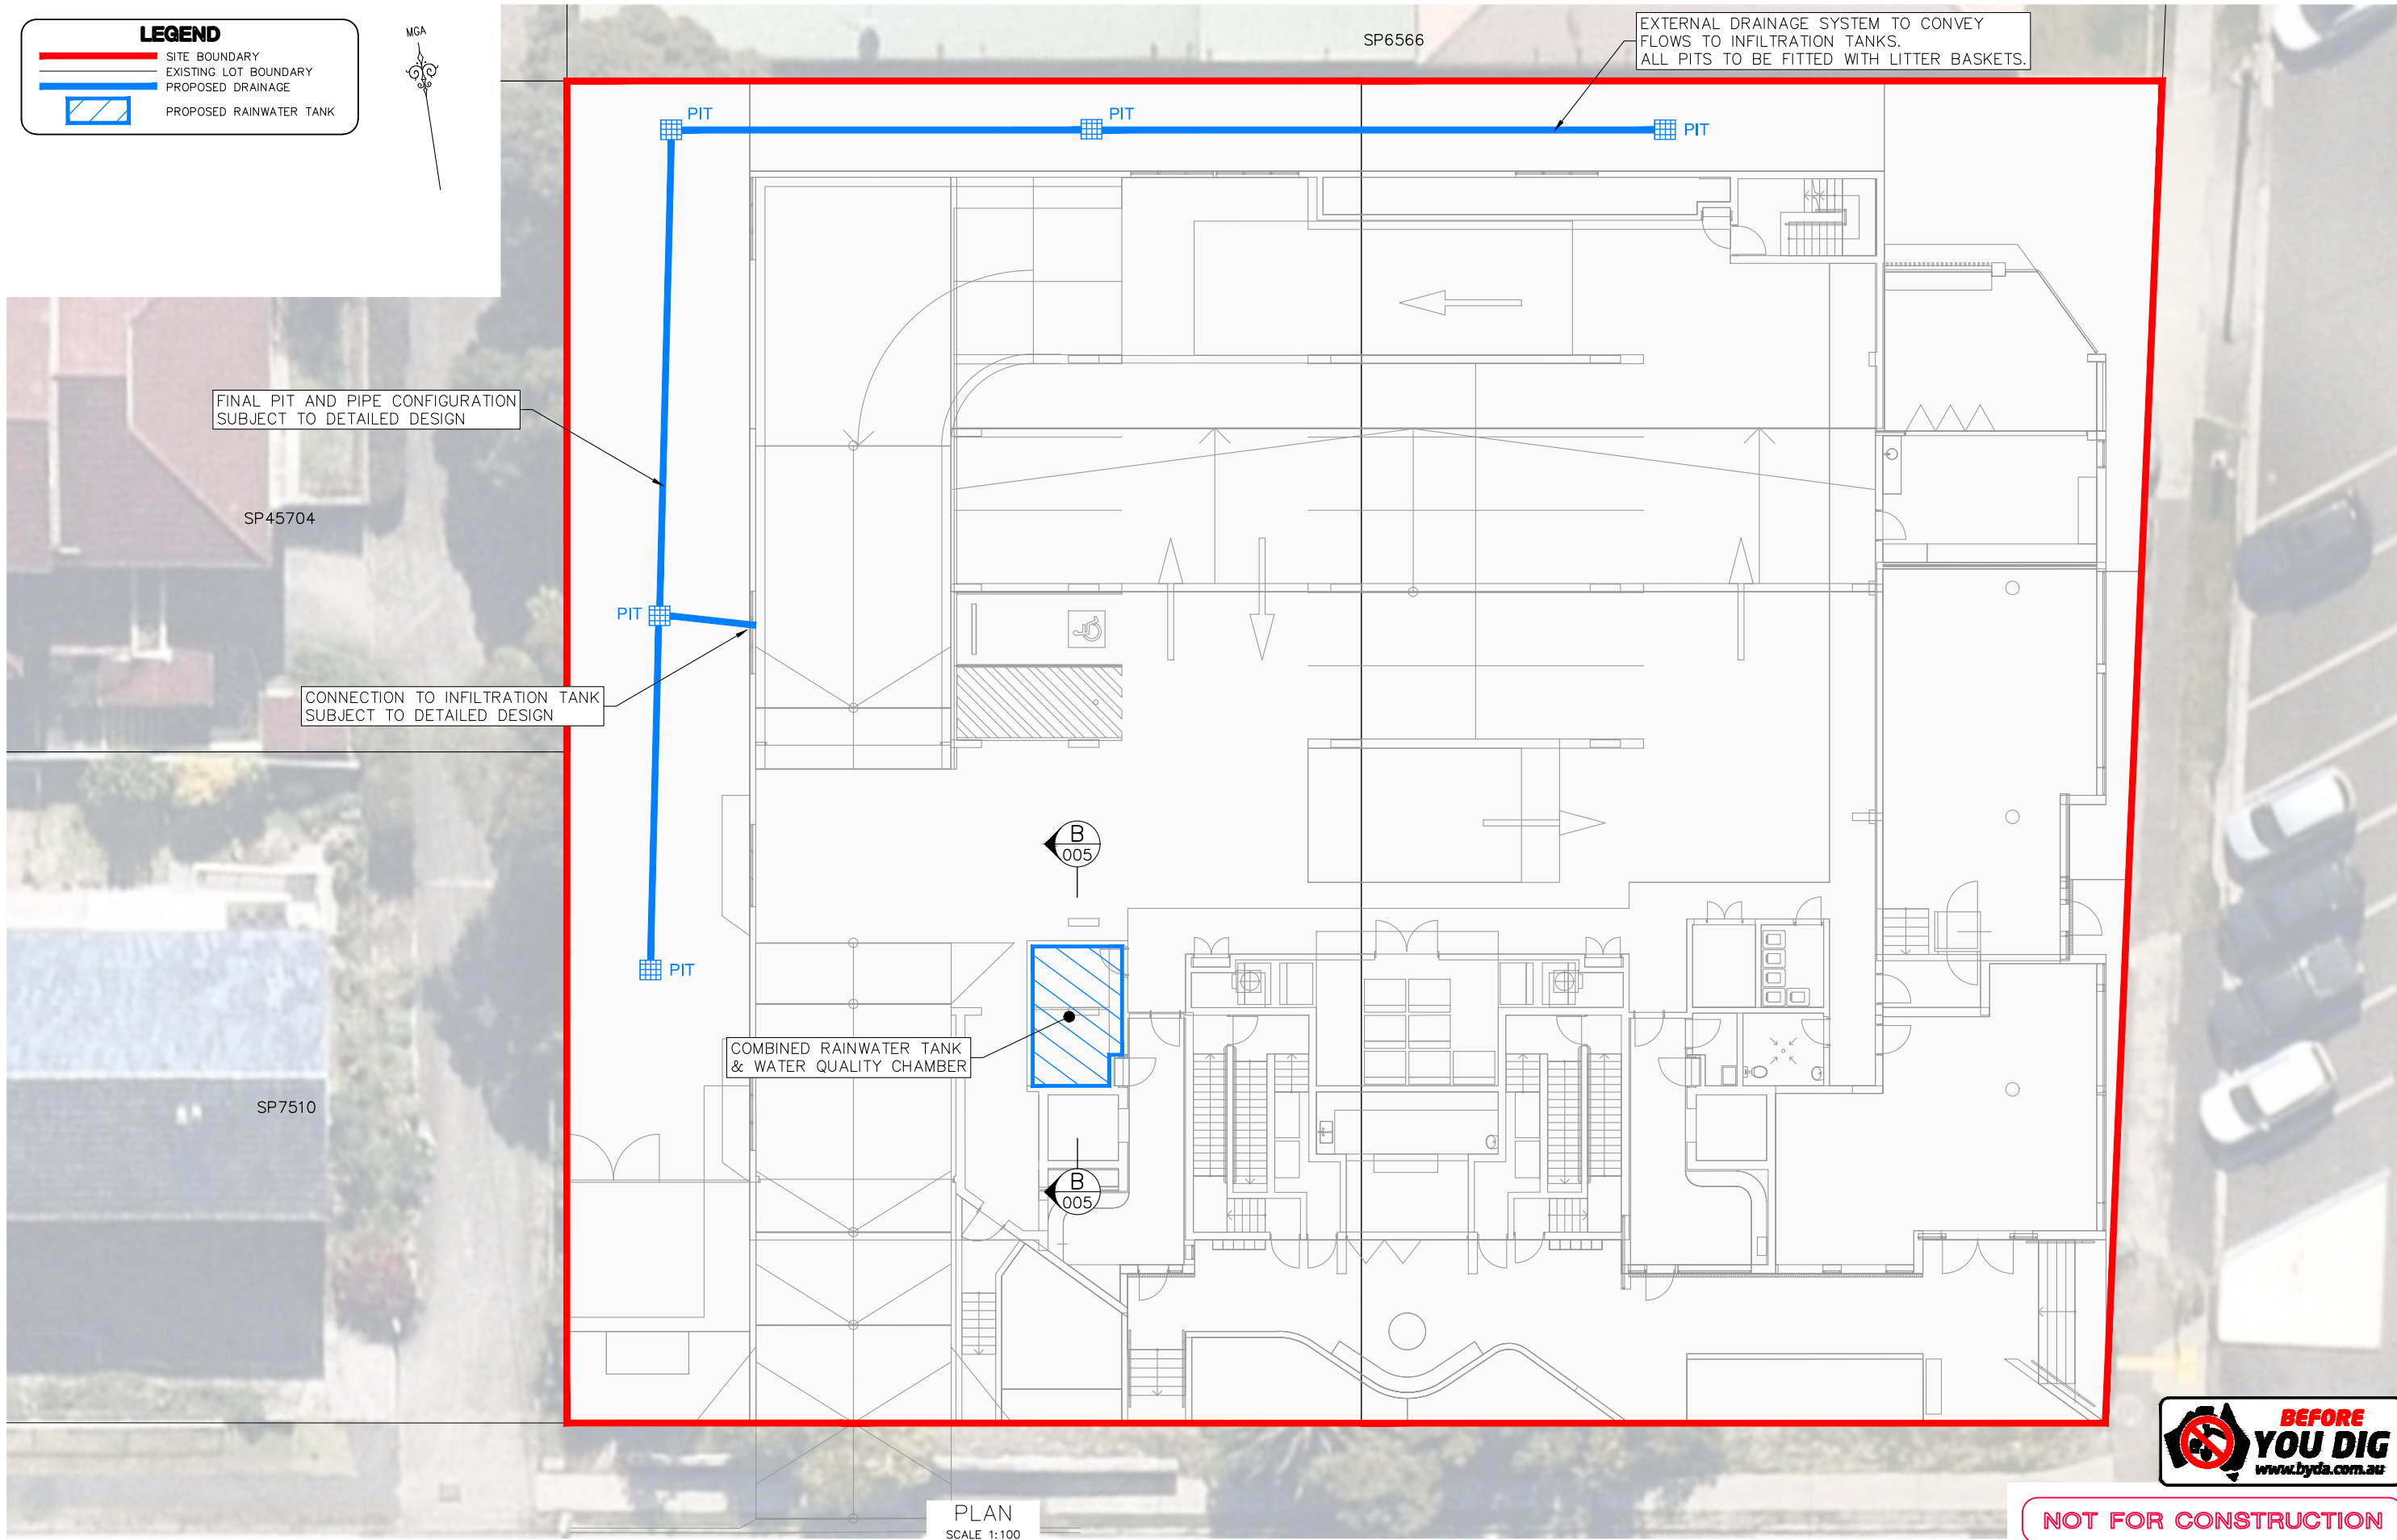 LEGEND
SITE BOUNDARY
EXISTING LOT BOUNDARY
PROPOSED DRAINAGE
PROPOSED RAINWATER TANK
MGA
SP6566
EXTERNAL DRAINAGE SYSTEM TO CONVEY
FLOWS TO INFILTRATION TANKS.
ALL PITS TO BE FITTED WITH LITTER BASKETS.
PIT
PIT
PIT
FINAL PIT AND PIPE CONFIGURATION
SUBJECT TO DETAILED DESIGN
SP45704
PIT
CONNECTION TO INFILTRATION TANK
SUBJECT TO DETAILED DESIGN
B
005
PIT
COMBINED RAINWATER TANK
& WATER QUALITY CHAMBER
SP7510
B
005
BEFORE
YOU DIG
www.byda.com.au
PLAN
SCALE 1:100
NOT FOR CONSTRUCTION